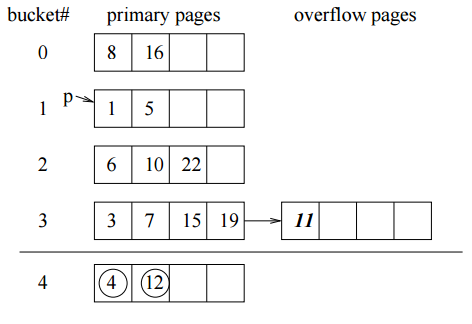 bucket# primary pages overflow pages
0 8 16
p
1 1 5
2 6 10 22
3 3 7 15 19 11
4 4 12